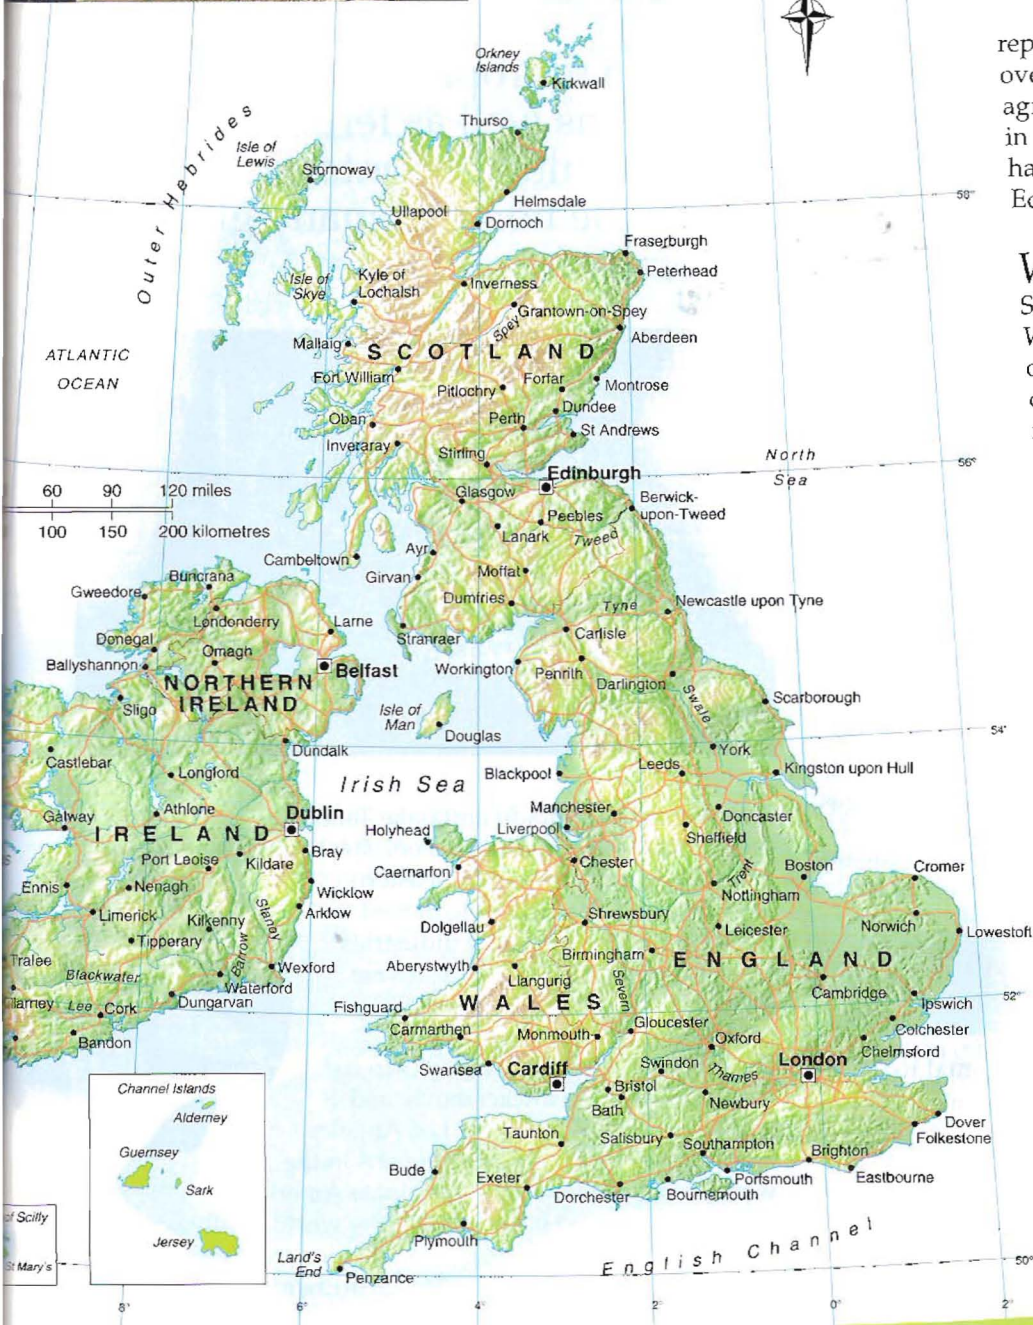 Orkney
Islands
Kirkwall
Thurso
Outer Hebrides
Isle of
Lewis
Stornoway
Helmsdale
Ullapool
Dornoch
58°
Fraserburgh
Peterhead
Isle of
Skye
Kyle of
Lochalsh
Inverness
Grantown-on-Spey
Spey
Aberdeen
ATLANTIC
OCEAN
Mallaig
SCOTLAND
Fort William
Pitlochry
Forfar
Montrose
Dundee
Oban
Perth
St Andrews
Inveraray
Stirling
North
Sea
56°
Edinburgh
60 90 120 miles
100 150 200 kilometres
Glasgow
Berwick-
upon-Tweed
Peebles
Lanark
Tweed
Cambeltown
Ayr
Girvan
Moffat
Buncrana
Gweedore
Londonderry
Larne
Dumfries
Tyne
Newcastle upon Tyne
Stranraer
Carlisle
Donegal
Omagh
Ballyshannon
Belfast
Workington
Penrith
Darlington
NORTHERN
IRELAND
Sligo
Isle of
Man
Douglas
Swale
Scarborough
54°
Dundalk
York
Castlebar
Longford
Irish Sea
Blackpool
Leeds
Kingston upon Hull
Athlone
Dublin
Manchester
Doncaster
Galway
IRELAND
Holyhead
Liverpool
Sheffield
Port Leoise
Kildare
Bray
Caernarfon
Chester
Trent
Boston
Cromer
Ennis
Nenagh
Wicklow
Nottingham
Limerick
Kilkenny
Slaney
Arklow
Dolgellau
Shrewsbury
Leicester
Norwich
Lowestoft
Tipperary
Barrow
Birmingham
ENGLAND
Tralee
Blackwater
Wexford
Aberystwyth
Llangurig
Severn
Waterford
Cambridge
Ipswich
52°
llarney
Lee
Cork
Dungarvan
Fishguard
WALES
Bandon
Carmarthen
Monmouth
Gloucester
Oxford
Colchester
Chelmsford
Swansea
Cardiff
Swindon
Thames
London
Bristol
Bath
Newbury
Channel Islands
Alderney
Guernsey
Sark
Jersey
Taunton
Salisbury
Southampton
Dover
Folkestone
Brighton
Bude
Exeter
Dorchester
Bournemouth
Portsmouth
Eastbourne
of Scilly
St Mary's
Plymouth
Land's
End
Penzance
English Channel
50°
8° 6° 4° 2° 0° 2°
rep
ove
ag
in
ha